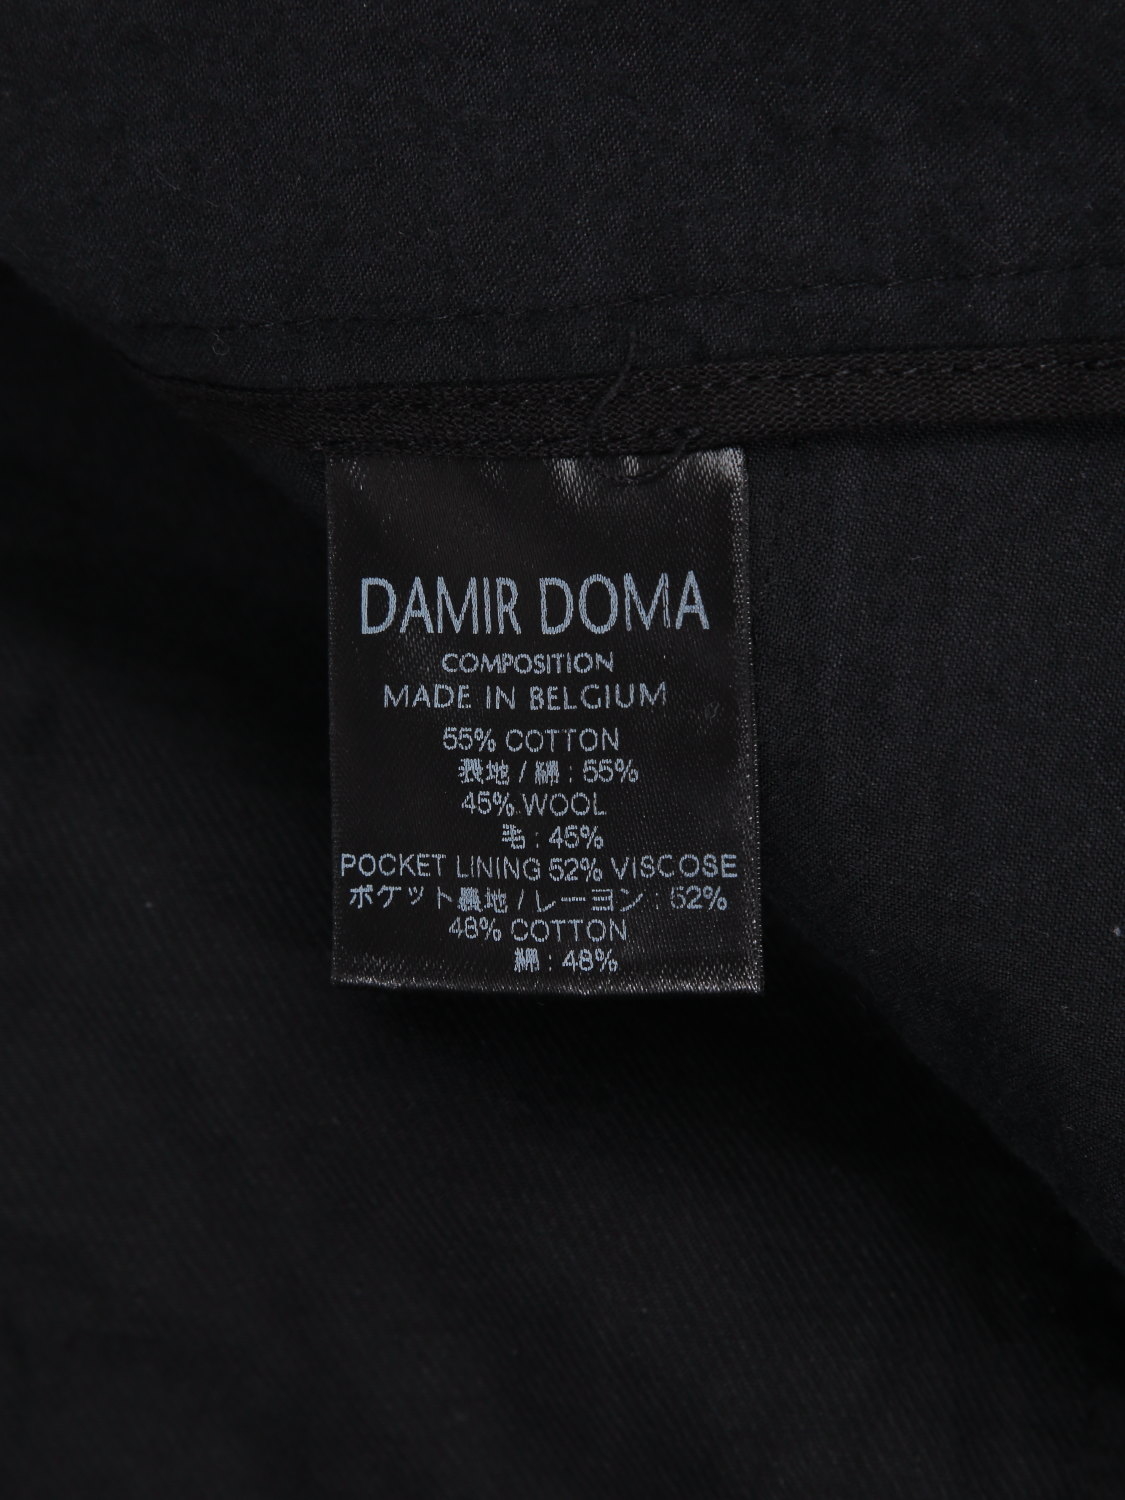 DAMIR DOMA
COMPOSITION
MADE IN BELGIUM
55% COTTON
表地 / 綿 : 55%
45% WOOL
毛 : 45%
POCKET LINING 52% VISCOSE
ポケット裏地 / レーヨン : 52%
48% COTTON
綿 : 48%